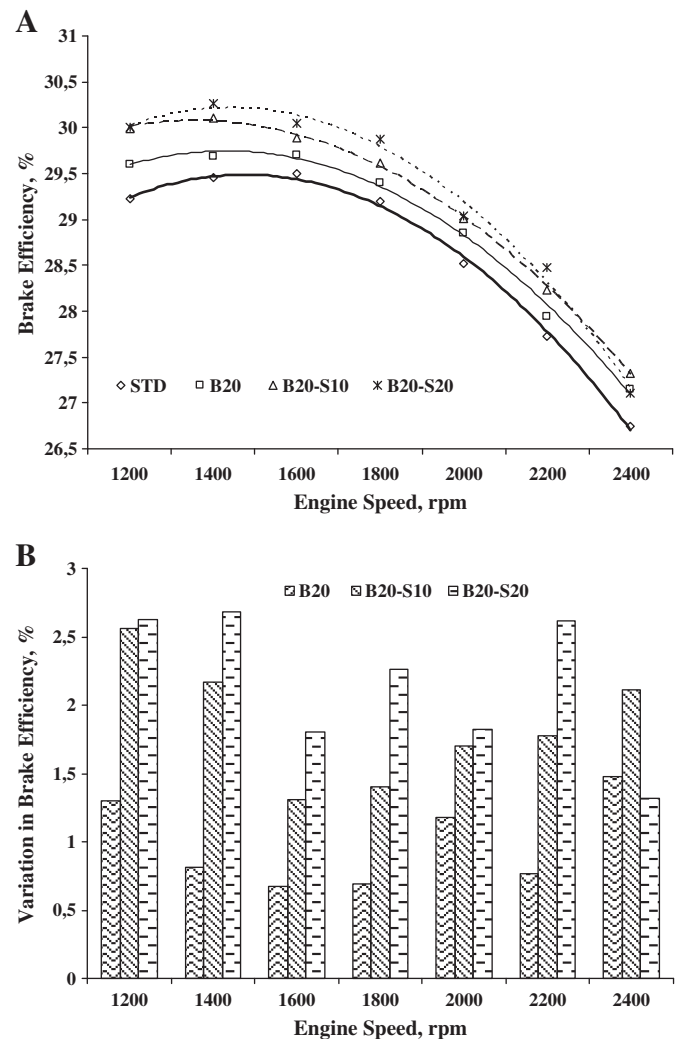 A
31
30,5
30
29,5
29
28,5
28
27,5
27
26,5
Brake Efficiency, %
STD B20 B20-S10 B20-S20
1200 1400 1600 1800 2000 2200 2400
Engine Speed, rpm
B
3
2,5
2
1,5
1
0,5
0
Variation in Brake Efficiency, %
B20 B20-S10 B20-S20
1200 1400 1600 1800 2000 2200 2400
Engine Speed, rpm